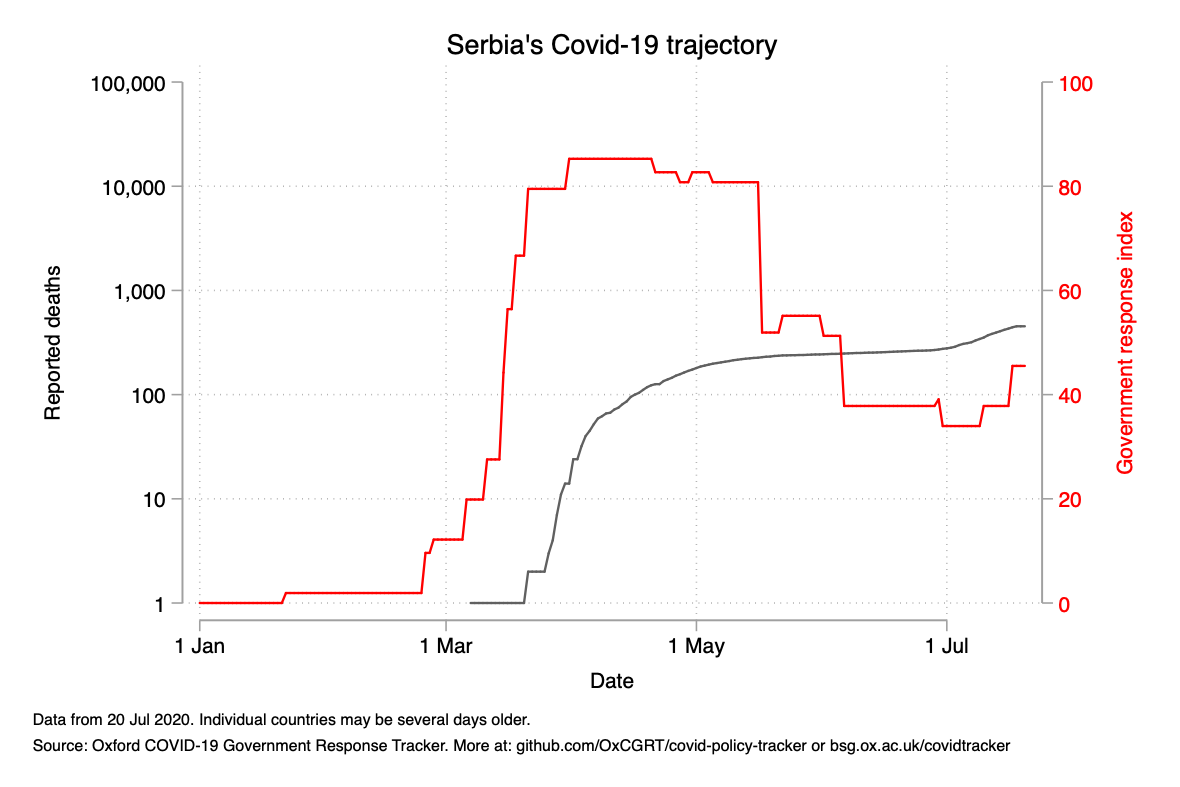 Serbia's Covid-19 trajectory
Reported deaths
100,000
10,000
1,000
100
10
1
100
80
60
40
20
0
Government response index
1 Jan
1 Mar
1 May
1 Jul
Date
Data from 20 Jul 2020. Individual countries may be several days older.
Source: Oxford COVID-19 Government Response Tracker. More at: github.com/OxCGRT/covid-policy-tracker or bsg.ox.ac.uk/covidtracker